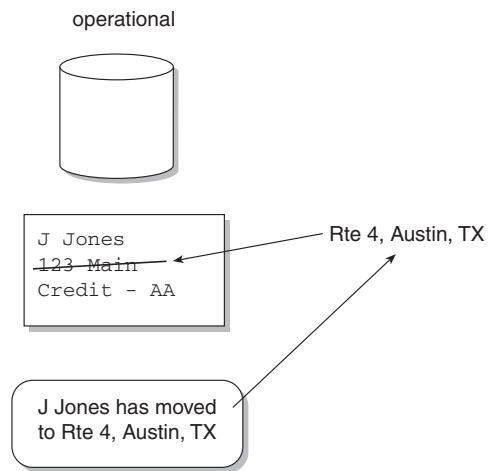 operational
J Jones
123 Main
Credit - AA
Rte 4, Austin, TX
J Jones has moved
to Rte 4, Austin, TX